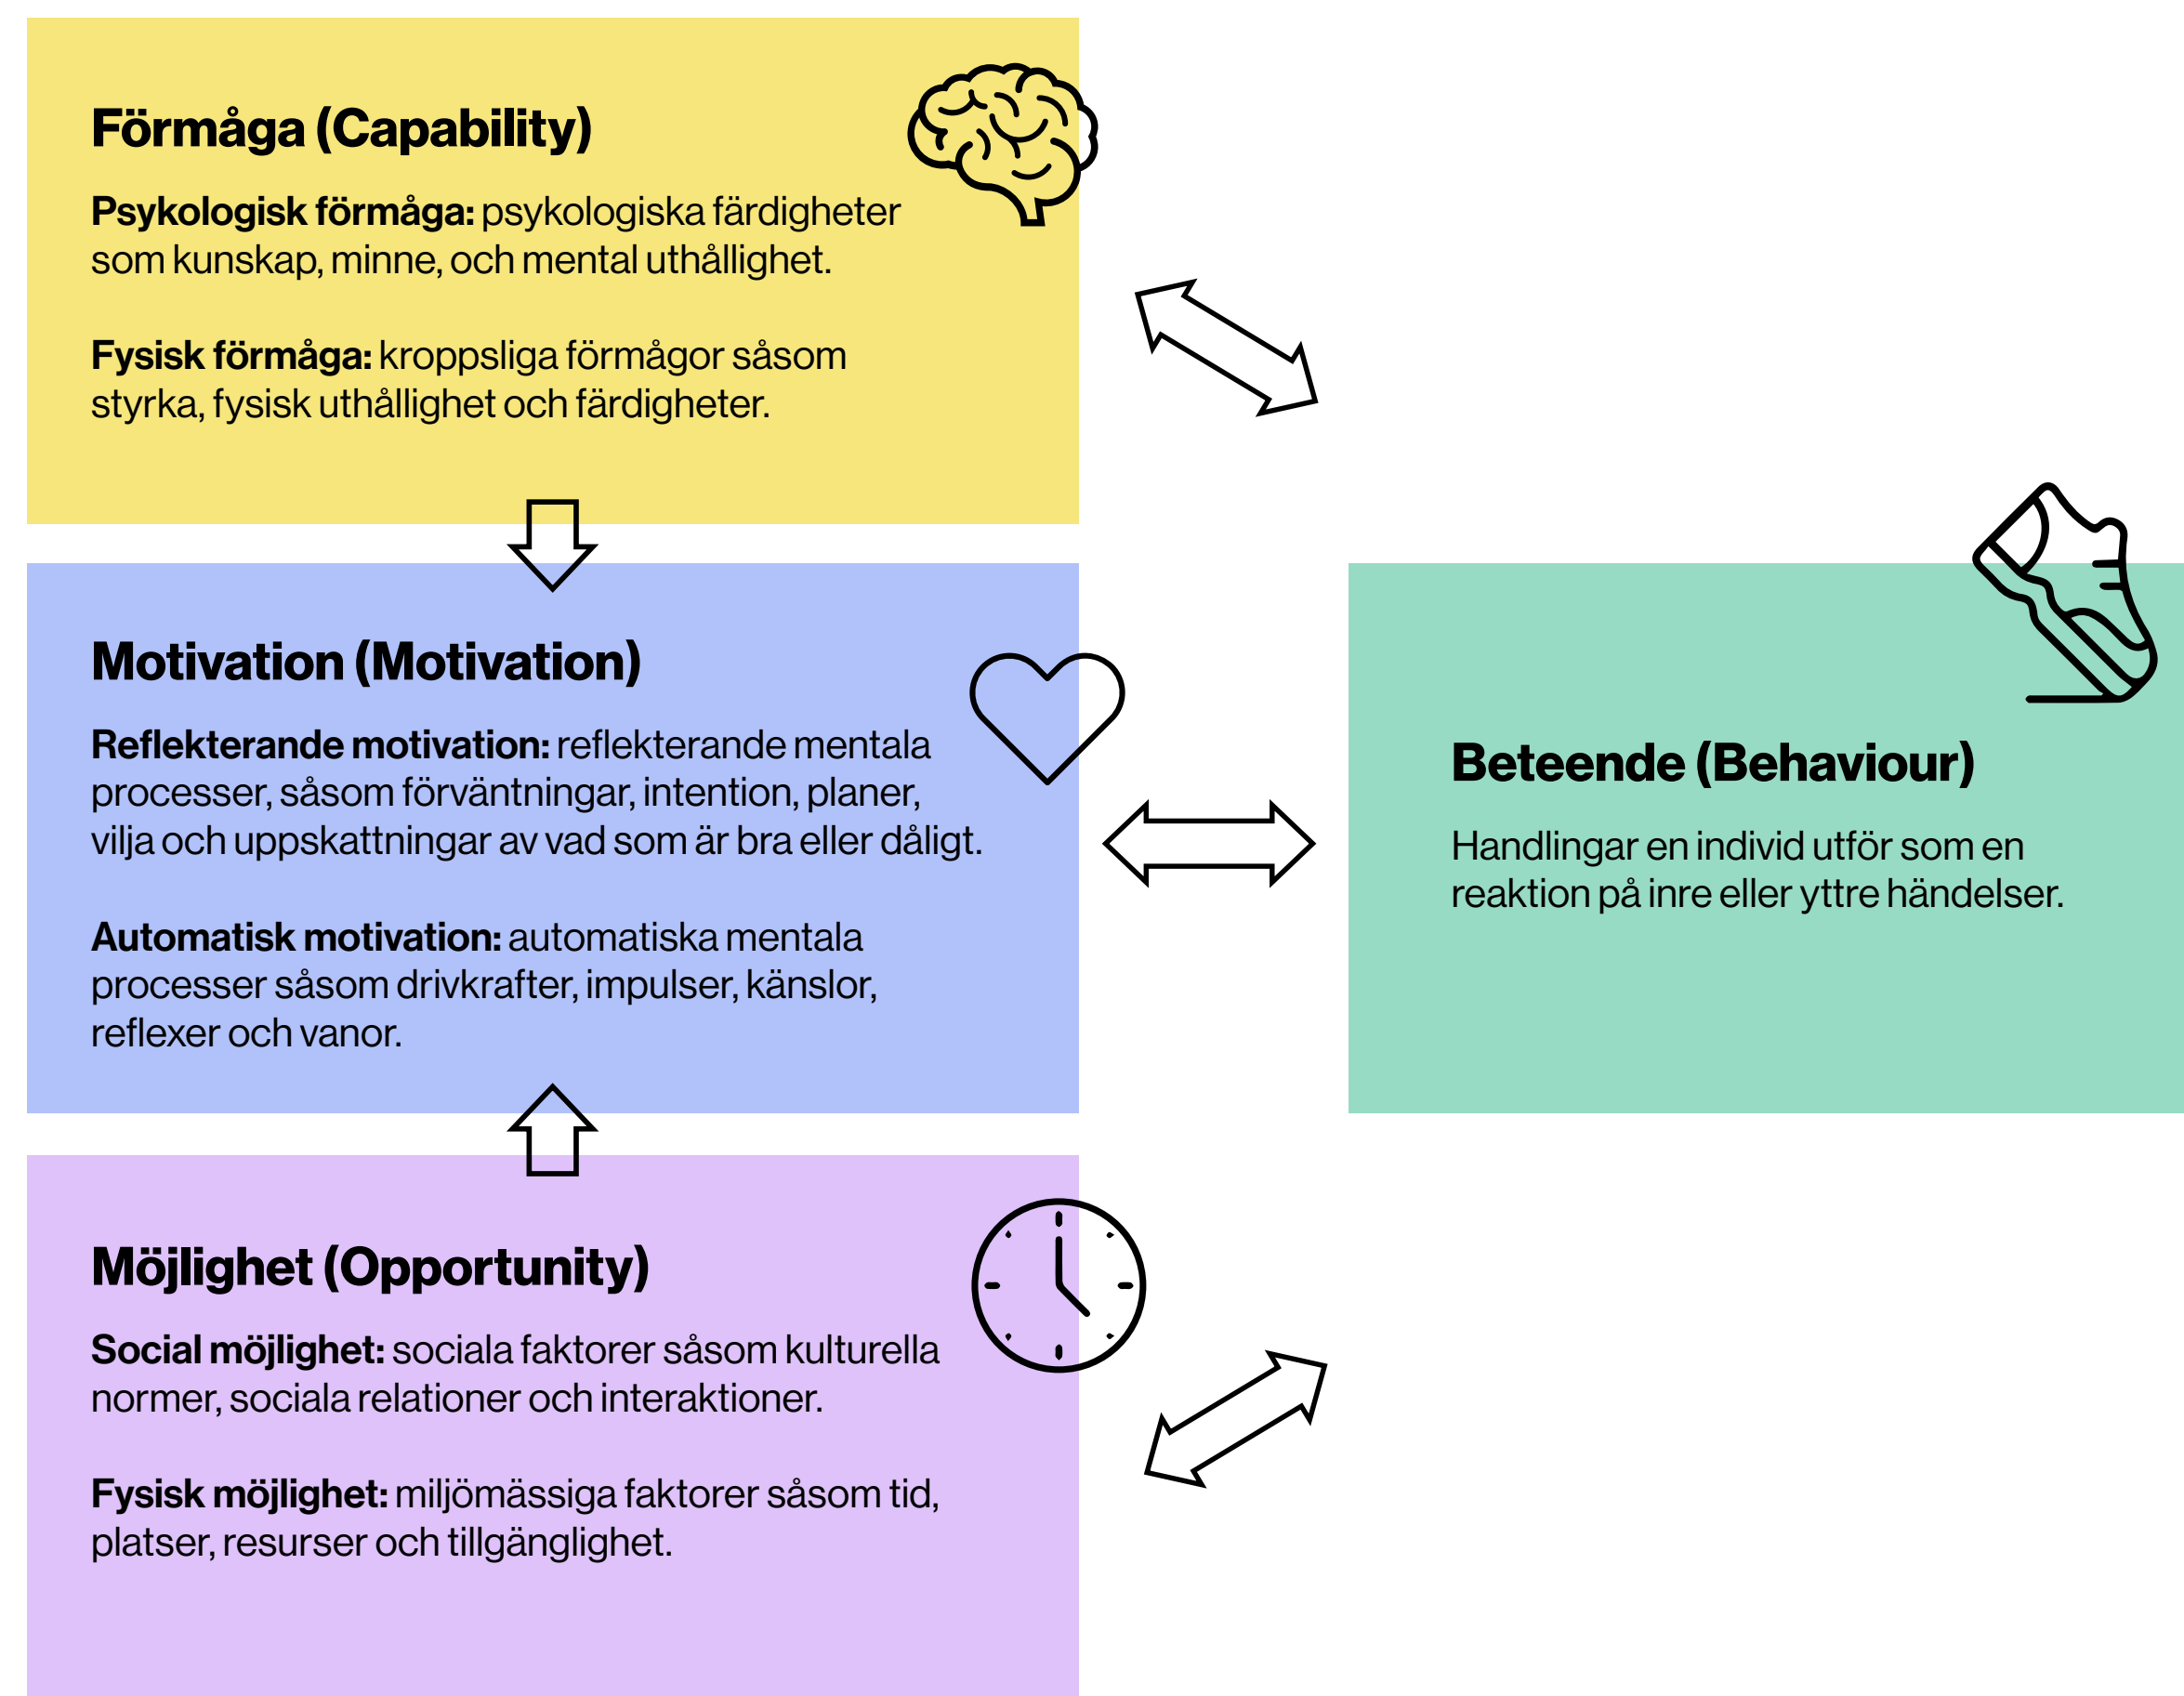 Förmåga (Capability)
Psykologisk förmåga: psykologiska färdigheter
som kunskap, minne, och mental uthållighet.
Fysisk förmåga: kroppsliga förmågor såsom
styrka, fysisk uthållighet och färdigheter.
Motivation (Motivation)
Reflekterande motivation: reflekterande mentala
processer, såsom förväntningar, intention, planer,
vilja och uppskattningar av vad som är bra eller dåligt.
Automatisk motivation: automatiska mentala
processer såsom drivkrafter, impulser, känslor,
reflexer och vanor.
Möjlighet (Opportunity)
Social möjlighet: sociala faktorer såsom kulturella
normer, sociala relationer och interaktioner.
Fysisk möjlighet: miljömässiga faktorer såsom tid,
platser, resurser och tillgänglighet.
Beteende (Behaviour)
Handlingar en individ utför som en
reaktion på inre eller yttre händelser.